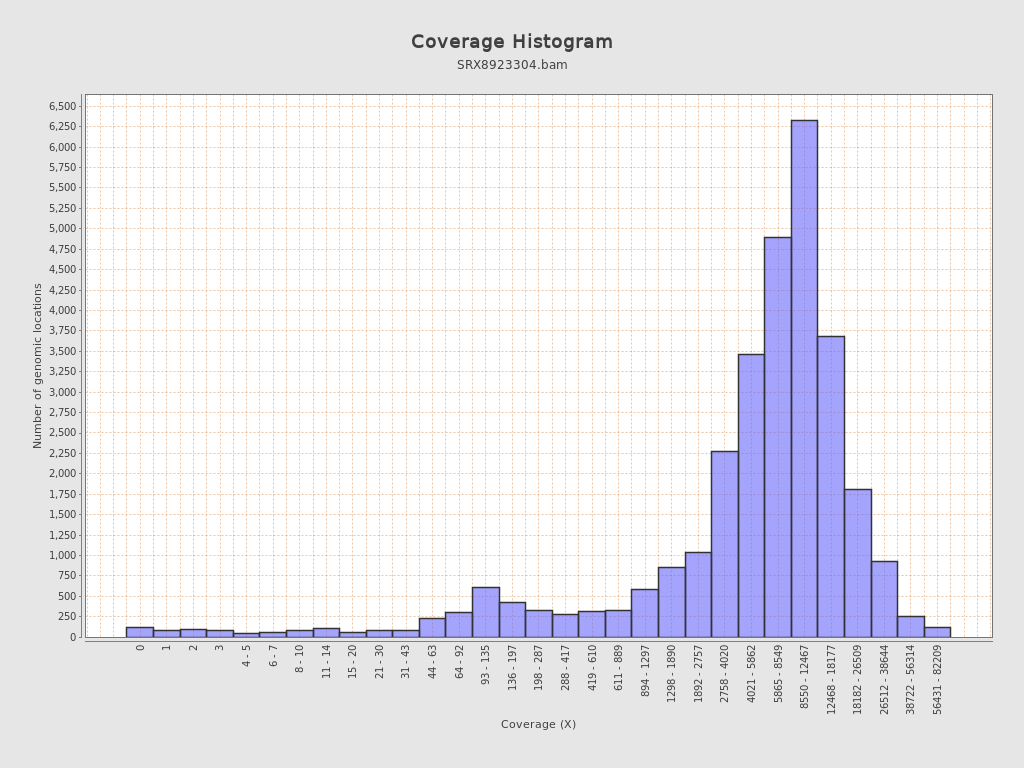 Coverage Histogram
SRX8923304.bam
6,500
6,250
6,000
5,750
5,500
5,250
5,000
4,750
4,500
4,250
4,000
3,750
3,500
3,250
3,000
2,750
2,500
2,250
2,000
1,750
1,500
1,250
1,000
750
500
250
0
Number of genomic locations
0
1
2
3
4 - 5
6 - 7
8 - 10
11 - 14
15 - 20
21 - 30
31 - 43
44 - 63
64 - 92
93 - 135
136 - 197
198 - 287
288 - 417
419 - 610
611 - 889
894 - 1297
1298 - 1890
1892 - 2757
2758 - 4020
4021 - 5862
5865 - 8549
8550 - 12467
12468 - 18177
18182 - 26509
26512 - 38644
38722 - 56314
56431 - 82209
Coverage (X)